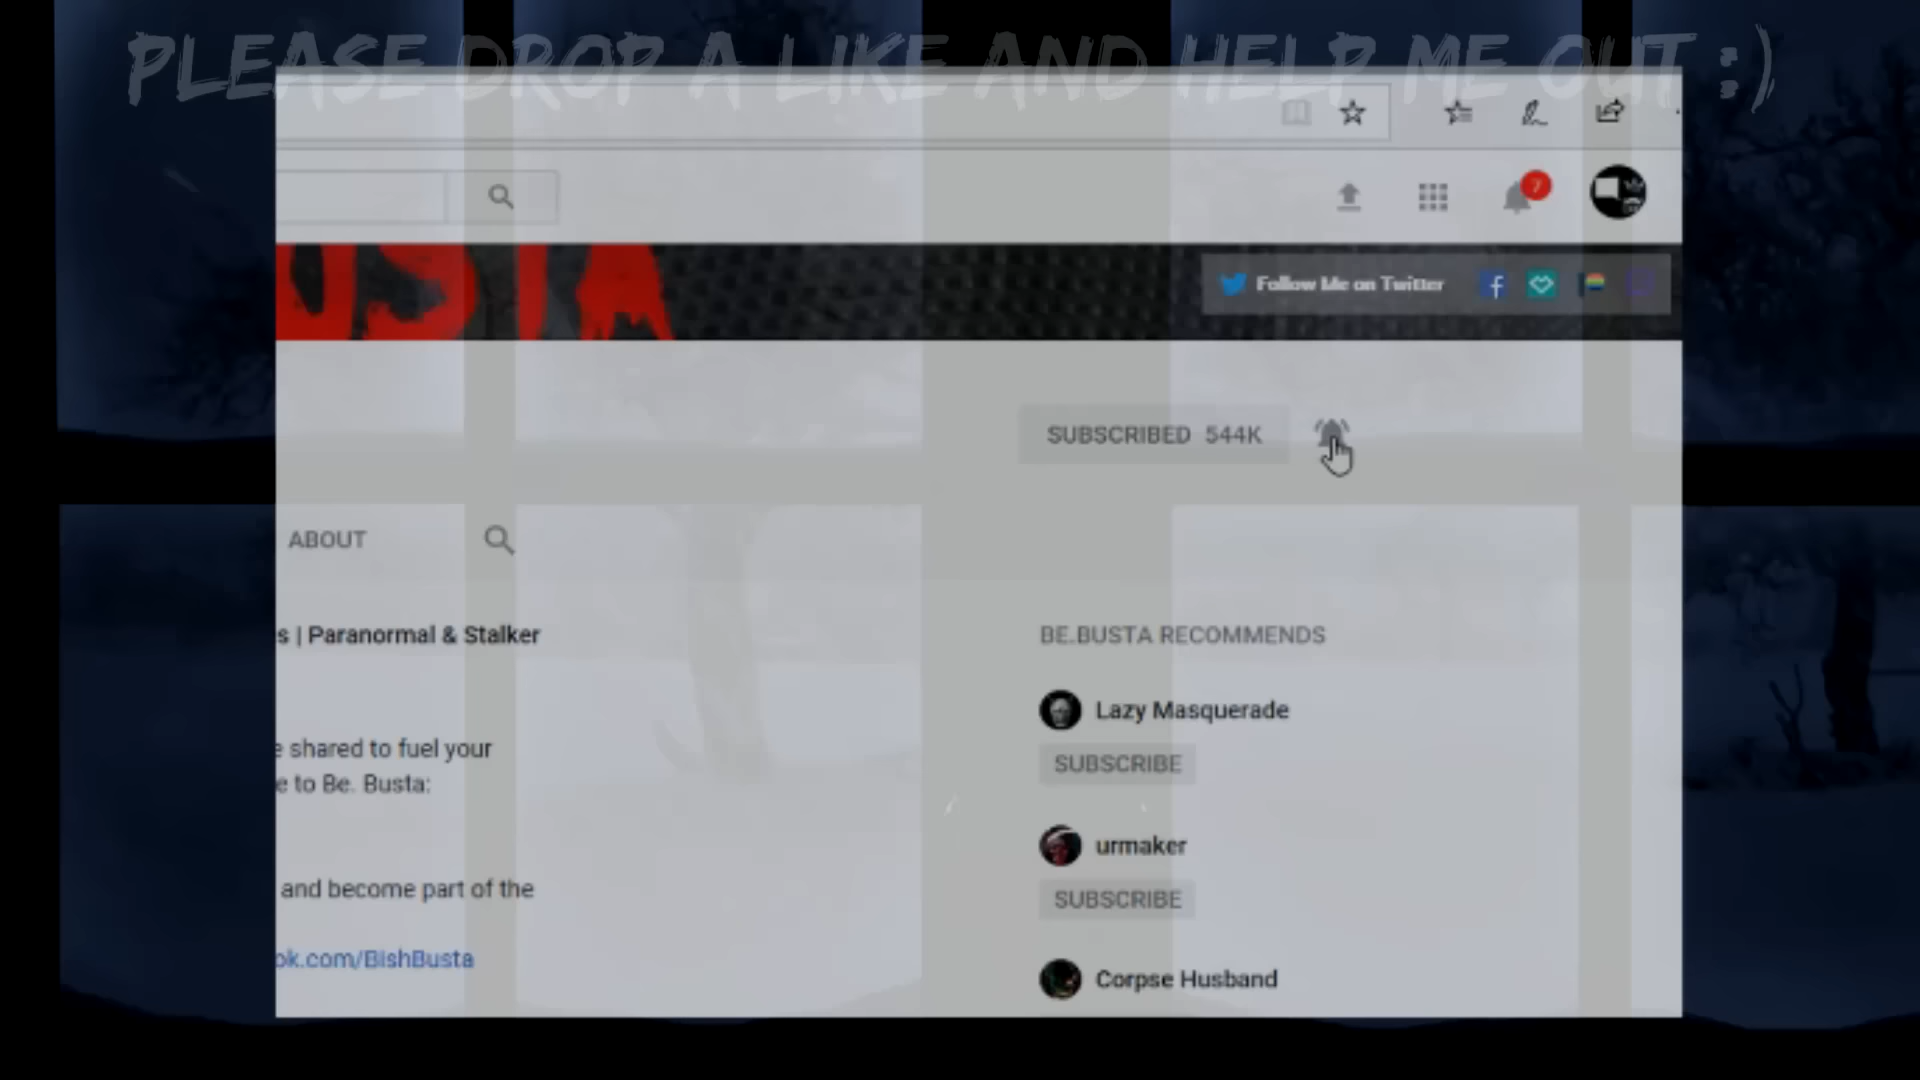 PLEASE DROP A LIKE AND HELP ME OUT :)
7
USTA
Follow Me on Twitter
SUBSCRIBED 544K
ABOUT
s | Paranormal & Stalker
BE.BUSTA RECOMMENDS
Lazy Masquerade
e shared to fuel your
SUBSCRIBE
e to Be. Busta:
urmaker
and become part of the
SUBSCRIBE
ok.com/BishBusta
Corpse Husband